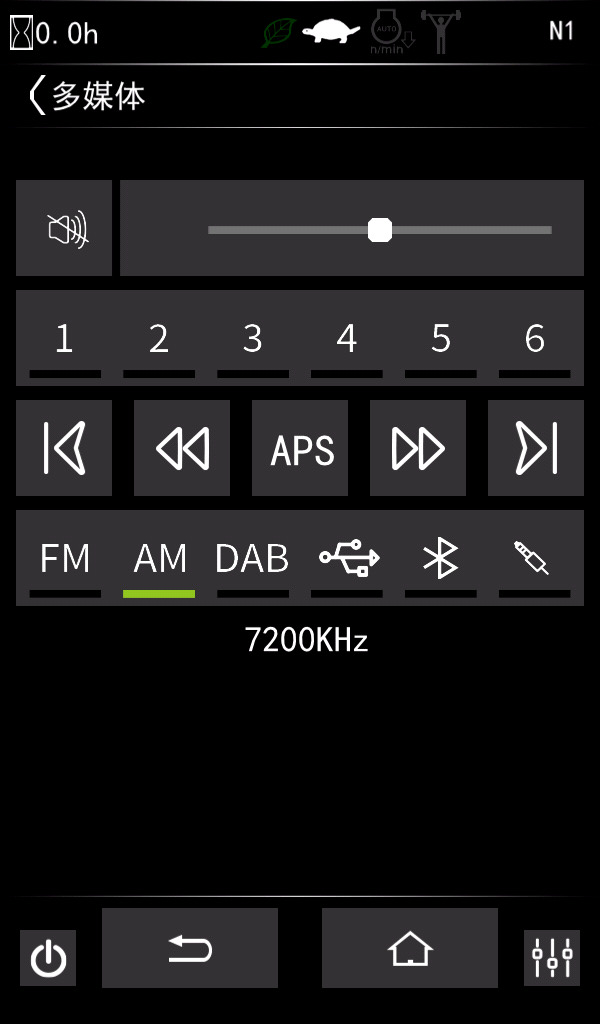 0.0h
AUTO
n/min
N1
多媒体
1 2 3 4 5 6
APS
FM AM DAB
7200KHz